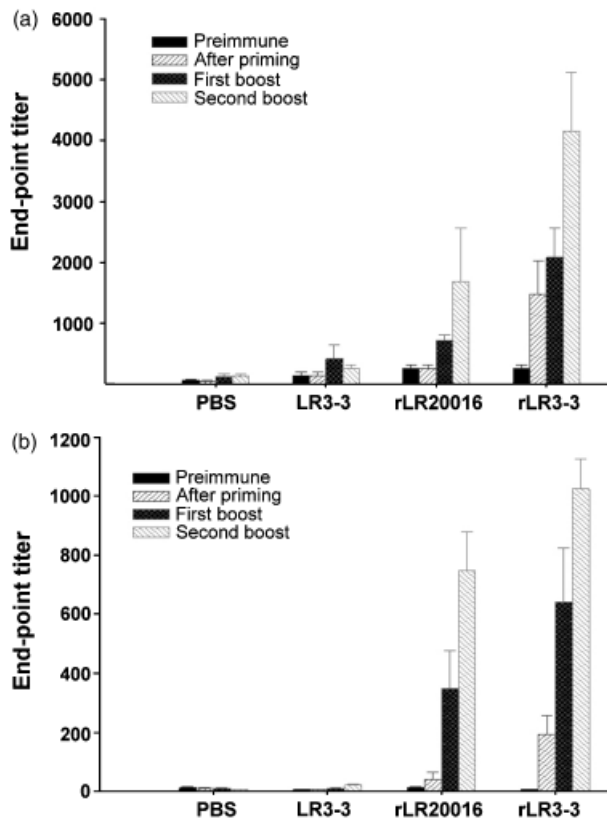 (a)
6000
5000
4000
3000
2000
1000
End-point titer
Preimmune
After priming
First boost
Second boost
PBS LR3-3 rLR20016 rLR3-3
(b)
1200
1000
800
600
400
200
0
End-point titer
Preimmune
After priming
First boost
Second boost
PBS LR3-3 rLR20016 rLR3-3